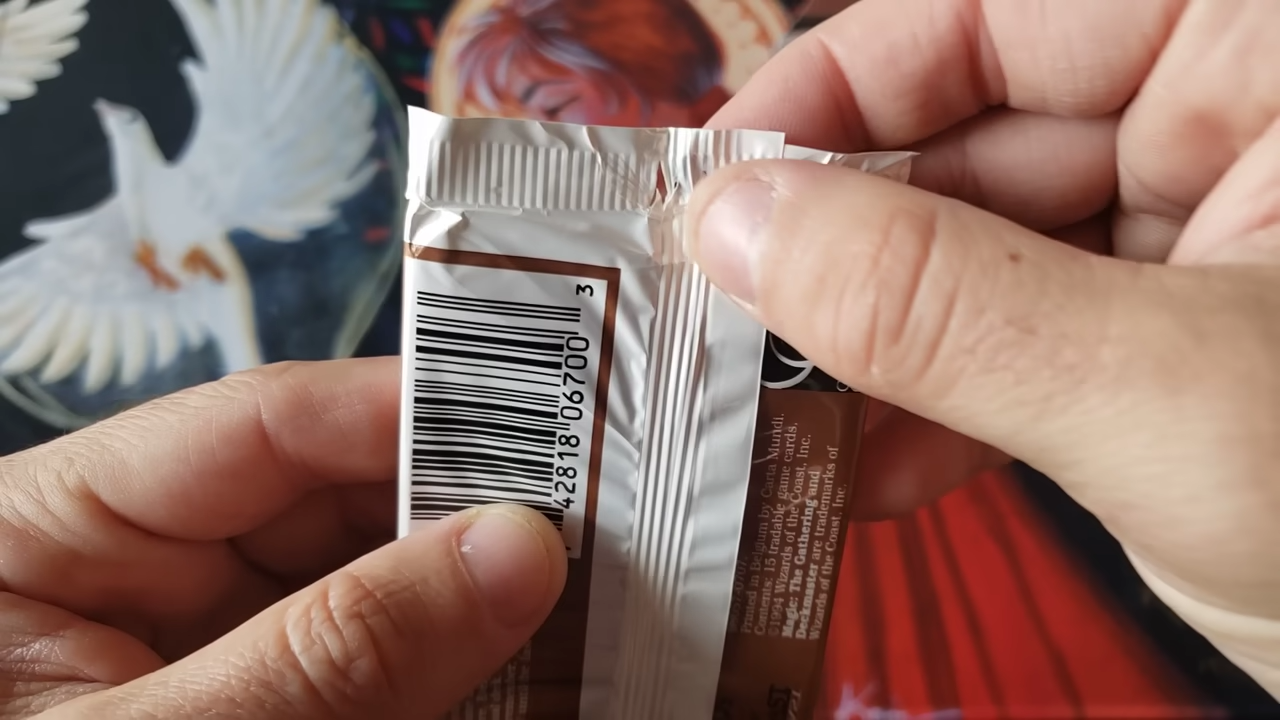 3
42818 06700
Printed in Belgium by Carta Mundi.
Contents: 15 tradable game cards.
©1994 Wizards of the Coast, Inc.
Magic: The Gathering and
Deckmaster are trademarks of
Wizards of the Coast, Inc.